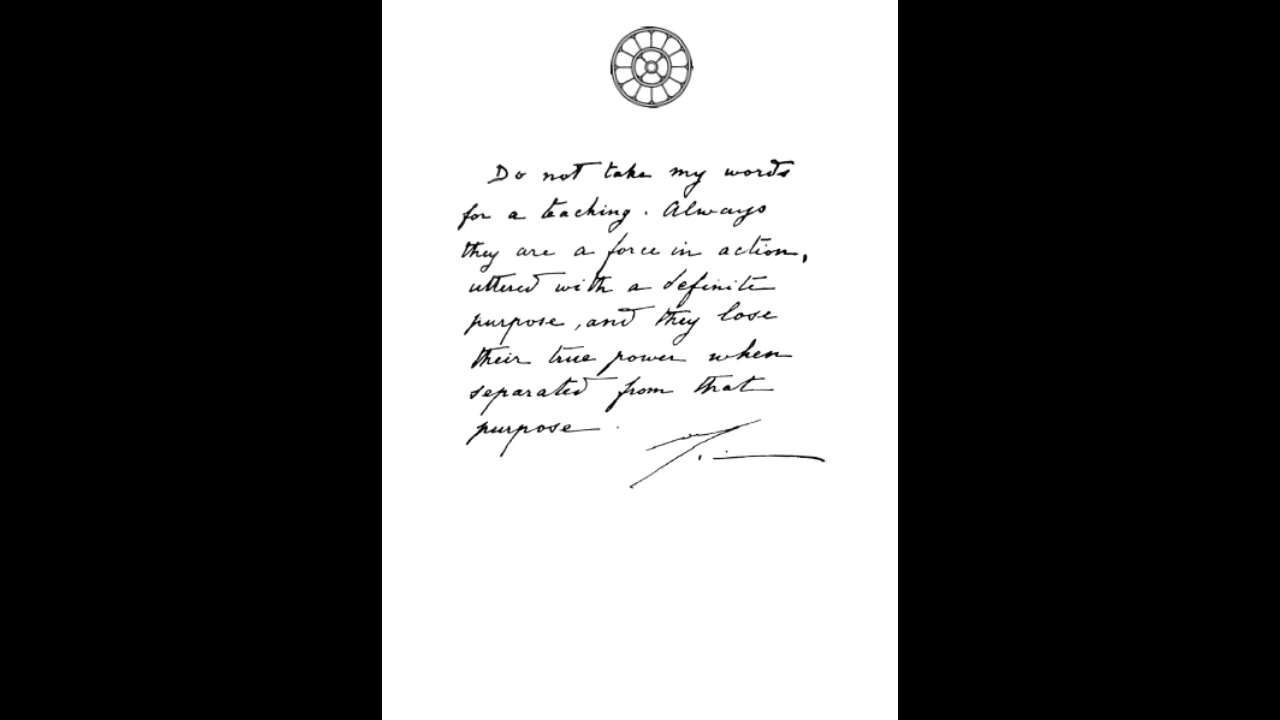 Do not take my words
for a teaching. Always
they are a force in action,
uttered with a definite
purpose, and they lose
their true power when
separated from that
purpose.